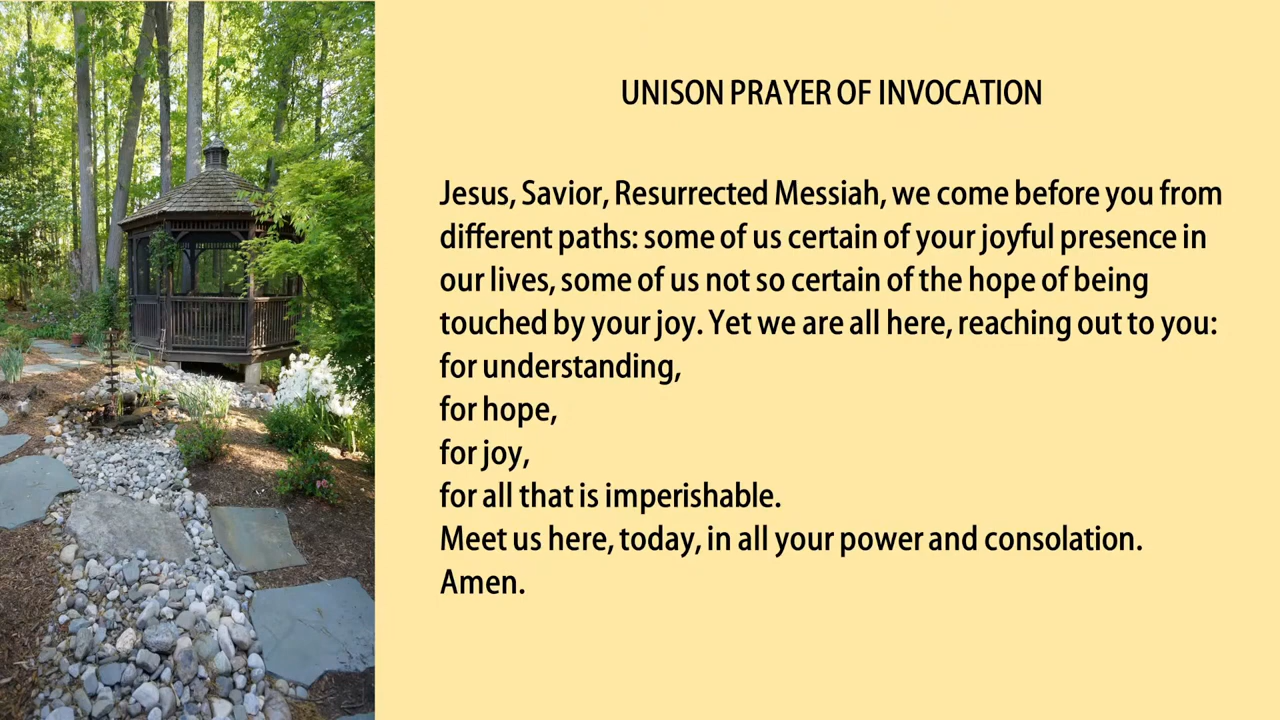 UNISON PRAYER OF INVOCATION
Jesus, Savior, Resurrected Messiah, we come before you from
different paths: some of us certain of your joyful presence in
our lives, some of us not so certain of the hope of being
touched by your joy. Yet we are all here, reaching out to you:
for understanding,
for hope,
for joy,
for all that is imperishable.
Meet us here, today, in all your power and consolation.
Amen.